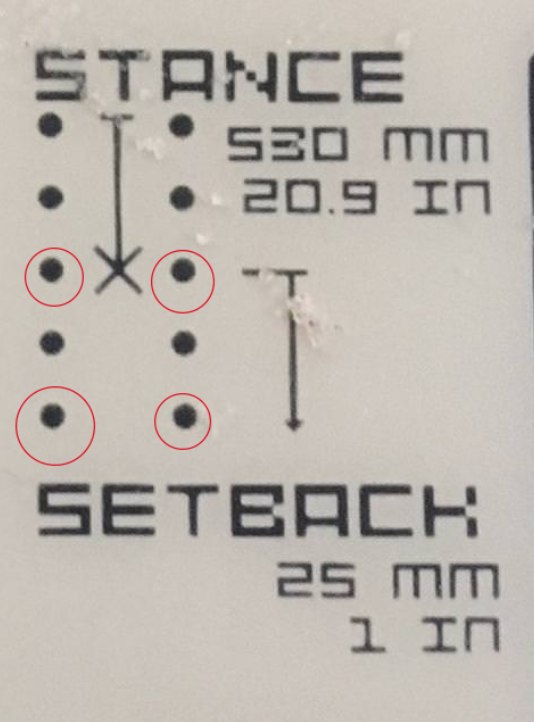 STANCE
530 mm
20.9 IN
SETBACK
25 mm
1 IN